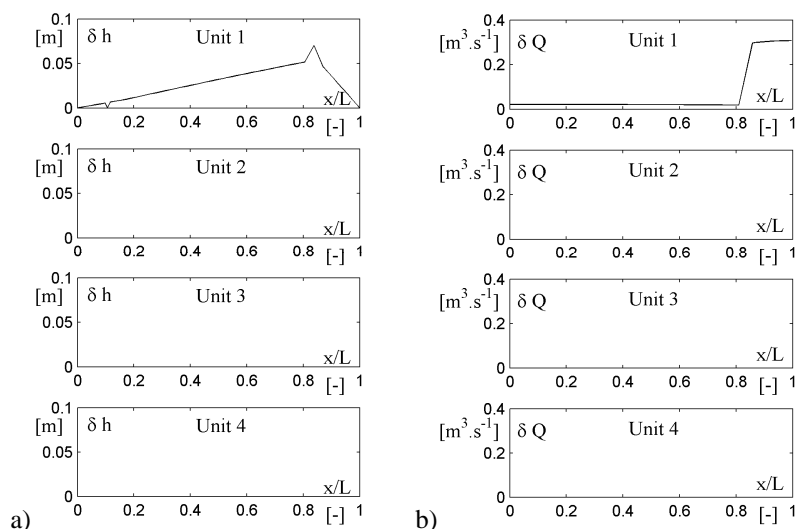 0.1
[m] δ h Unit 1
0.05
x/L
0
0 0.2 0.4 0.6 0.8 1
[-]
0.1
[m] δ h Unit 2
0.05
x/L
0
0 0.2 0.4 0.6 0.8 1
[-]
0.1
[m] δ h Unit 3
0.05
x/L
0
0 0.2 0.4 0.6 0.8 1
[-]
0.1
[m] δ h Unit 4
0.05
x/L
0
0 0.2 0.4 0.6 0.8 1
[-]
a)
0.4
[m³.s⁻¹] δ Q Unit 1
0.2
x/L
0
0 0.2 0.4 0.6 0.8 1
[-]
0.4
[m³.s⁻¹] δ Q Unit 2
0.2
x/L
0
0 0.2 0.4 0.6 0.8 1
[-]
0.4
[m³.s⁻¹] δ Q Unit 3
0.2
x/L
0
0 0.2 0.4 0.6 0.8 1
[-]
0.4
[m³.s⁻¹] δ Q Unit 4
0.2
x/L
0
0 0.2 0.4 0.6 0.8 1
[-]
b)